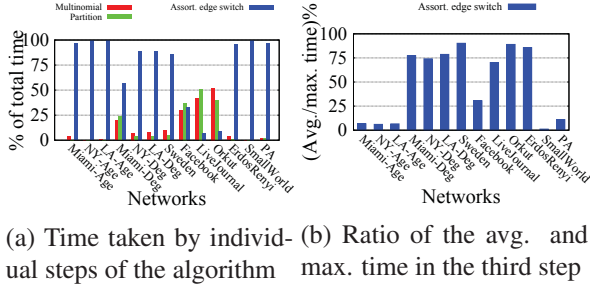 Multinomial
Partition
Assort. edge switch
% of total time
100
75
50
25
0
Miami-Age
NY-Age
LA-Age
Miami-Deg
NY-Deg
LA-Deg
Sweden
Facebook
LiveJournal
Orkut
ErdosRenyi
SmallWorld
PA
Networks
Assort. edge switch
(Avg./max. time)%
100
75
50
25
0
Miami-Age
NY-Age
LA-Age
Miami-Deg
NY-Deg
LA-Deg
Sweden
Facebook
LiveJournal
Orkut
ErdosRenyi
SmallWorld
PA
Networks
(a) Time taken by individ-
ual steps of the algorithm
(b) Ratio of the avg. and
max. time in the third step